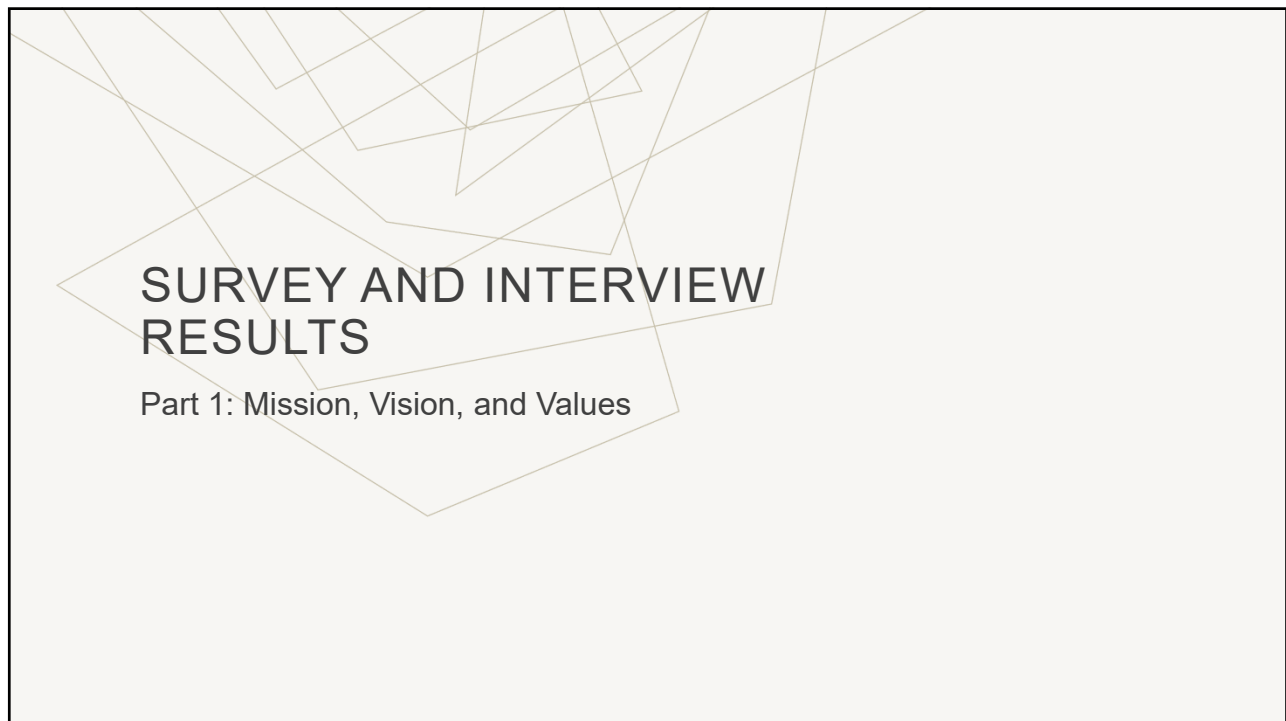 SURVEY AND INTERVIEW
RESULTS
Part 1: Mission, Vision, and Values